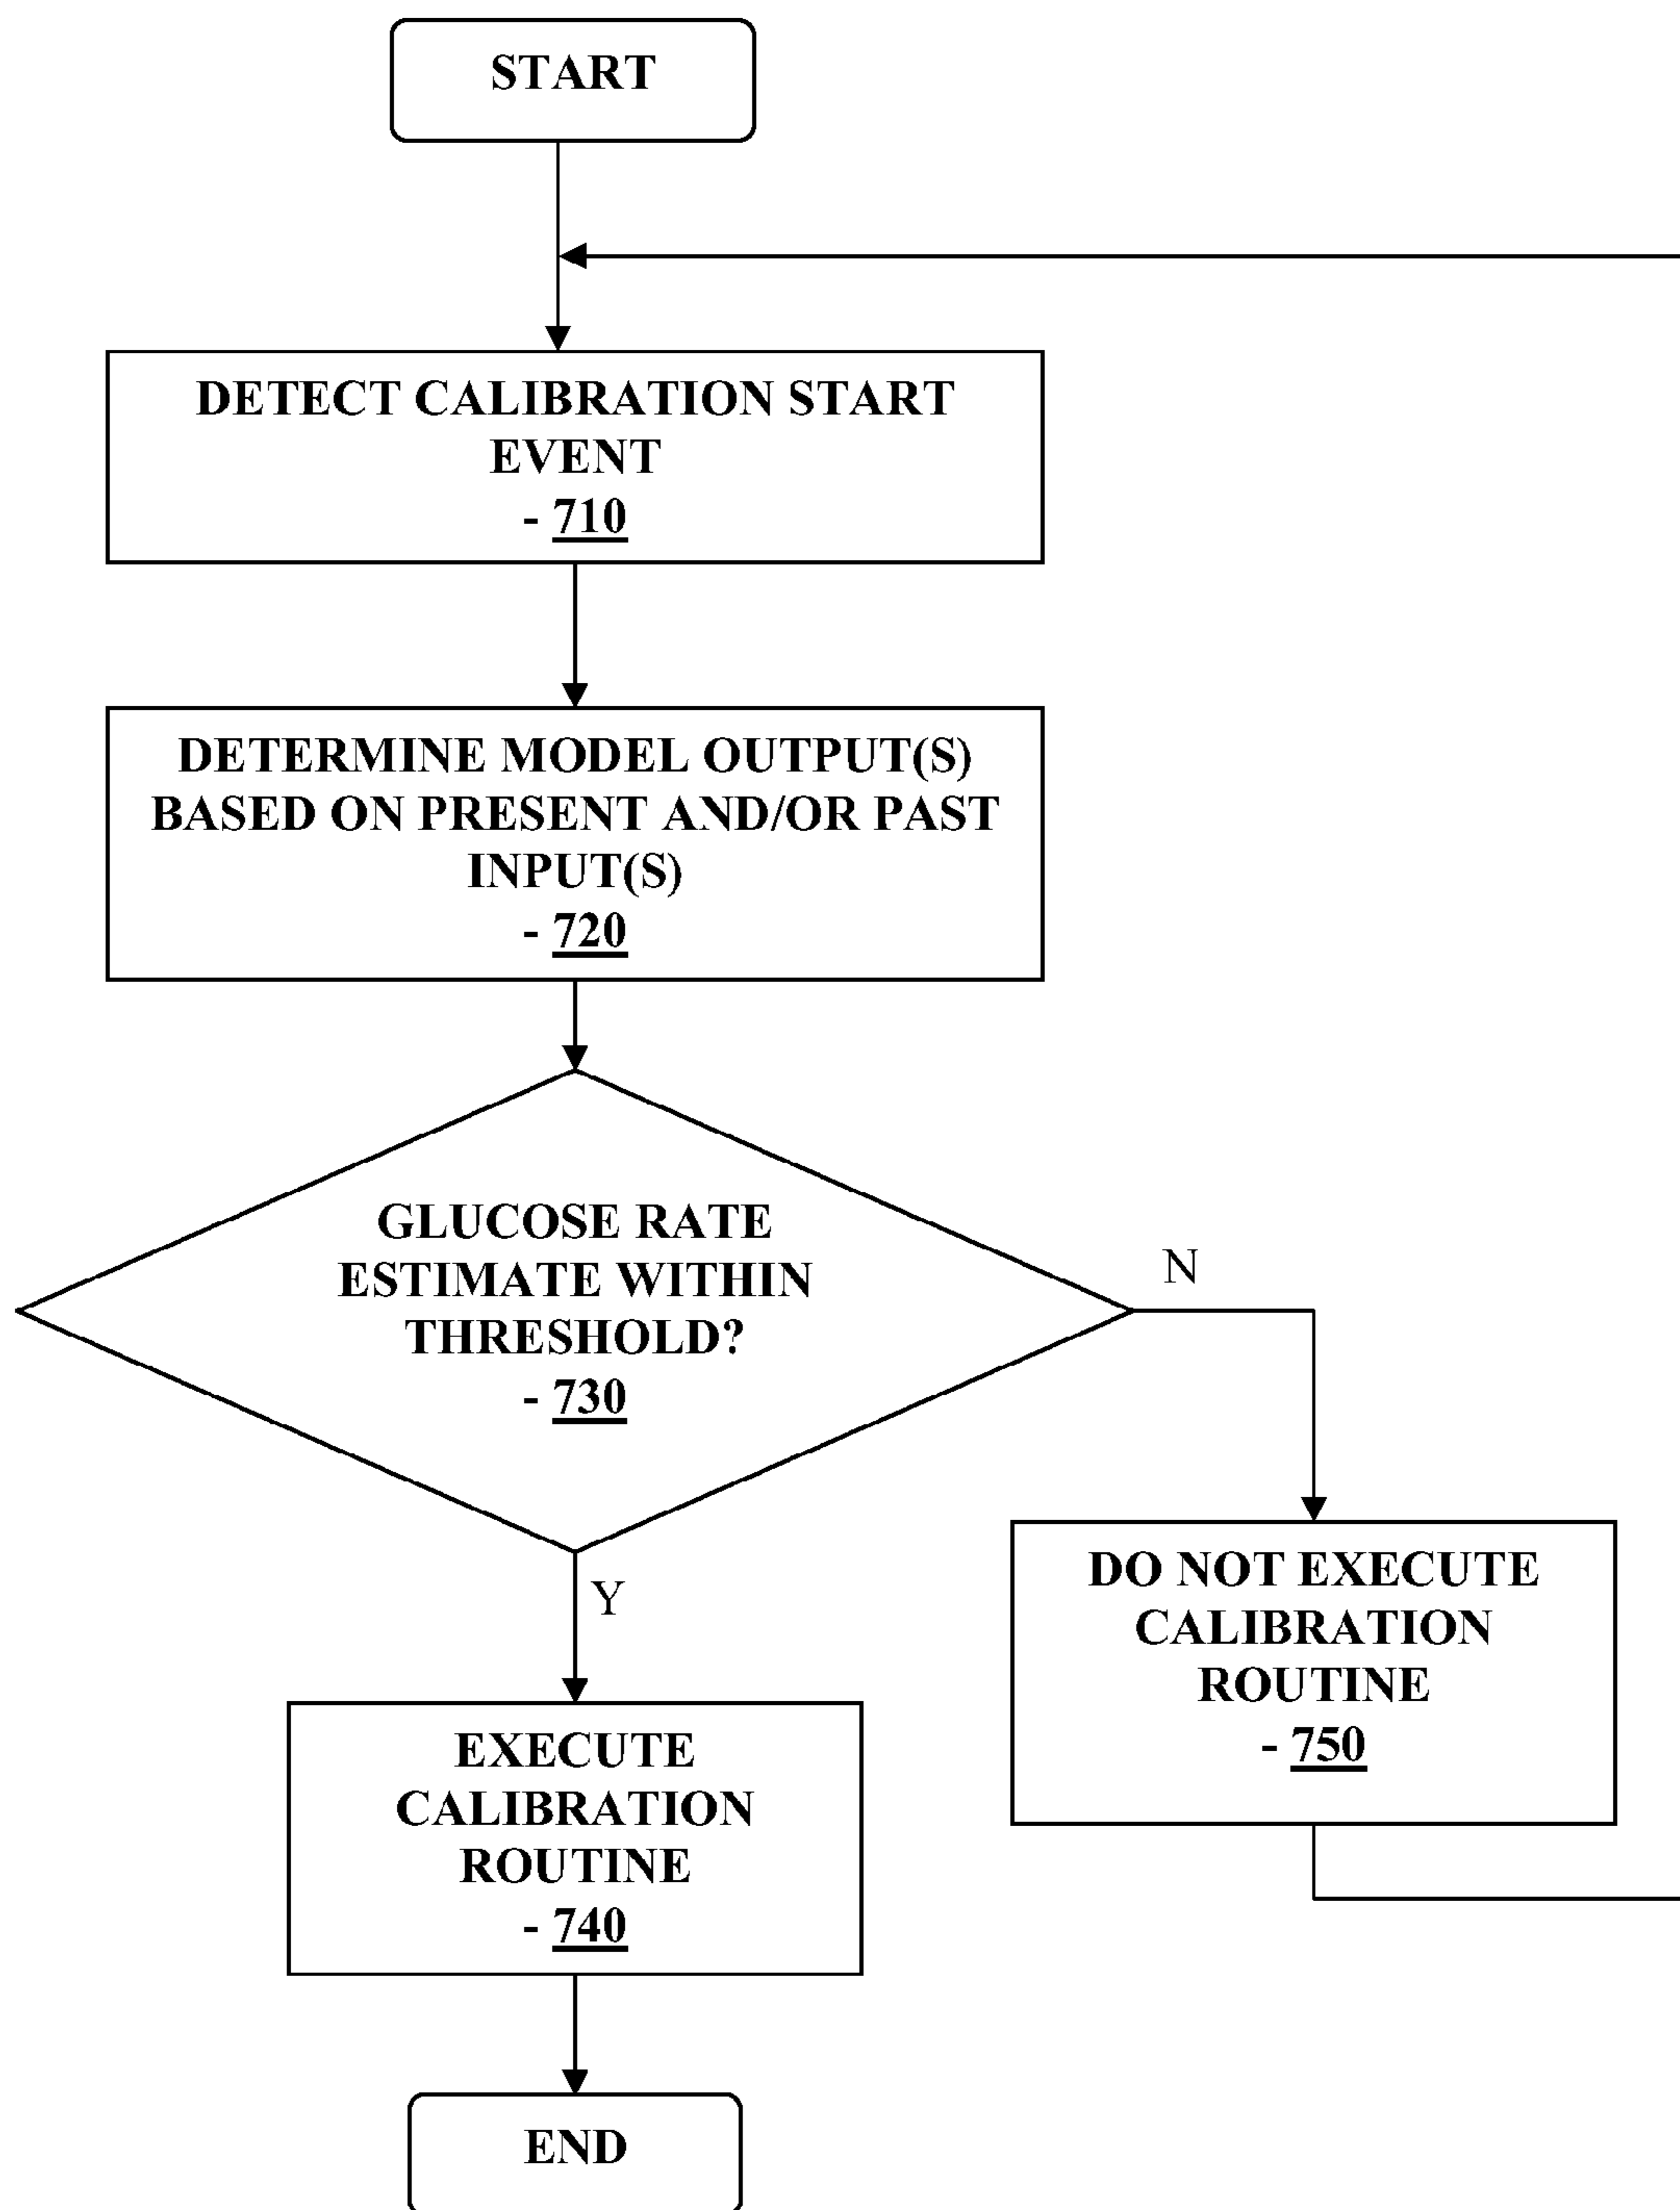 START
DETECT CALIBRATION START
EVENT
- 710
DETERMINE MODEL OUTPUT(S)
BASED ON PRESENT AND/OR PAST
INPUT(S)
- 720
GLUCOSE RATE
ESTIMATE WITHIN
THRESHOLD?
- 730
N
Y
DO NOT EXECUTE
CALIBRATION
ROUTINE
- 750
EXECUTE
CALIBRATION
ROUTINE
- 740
END